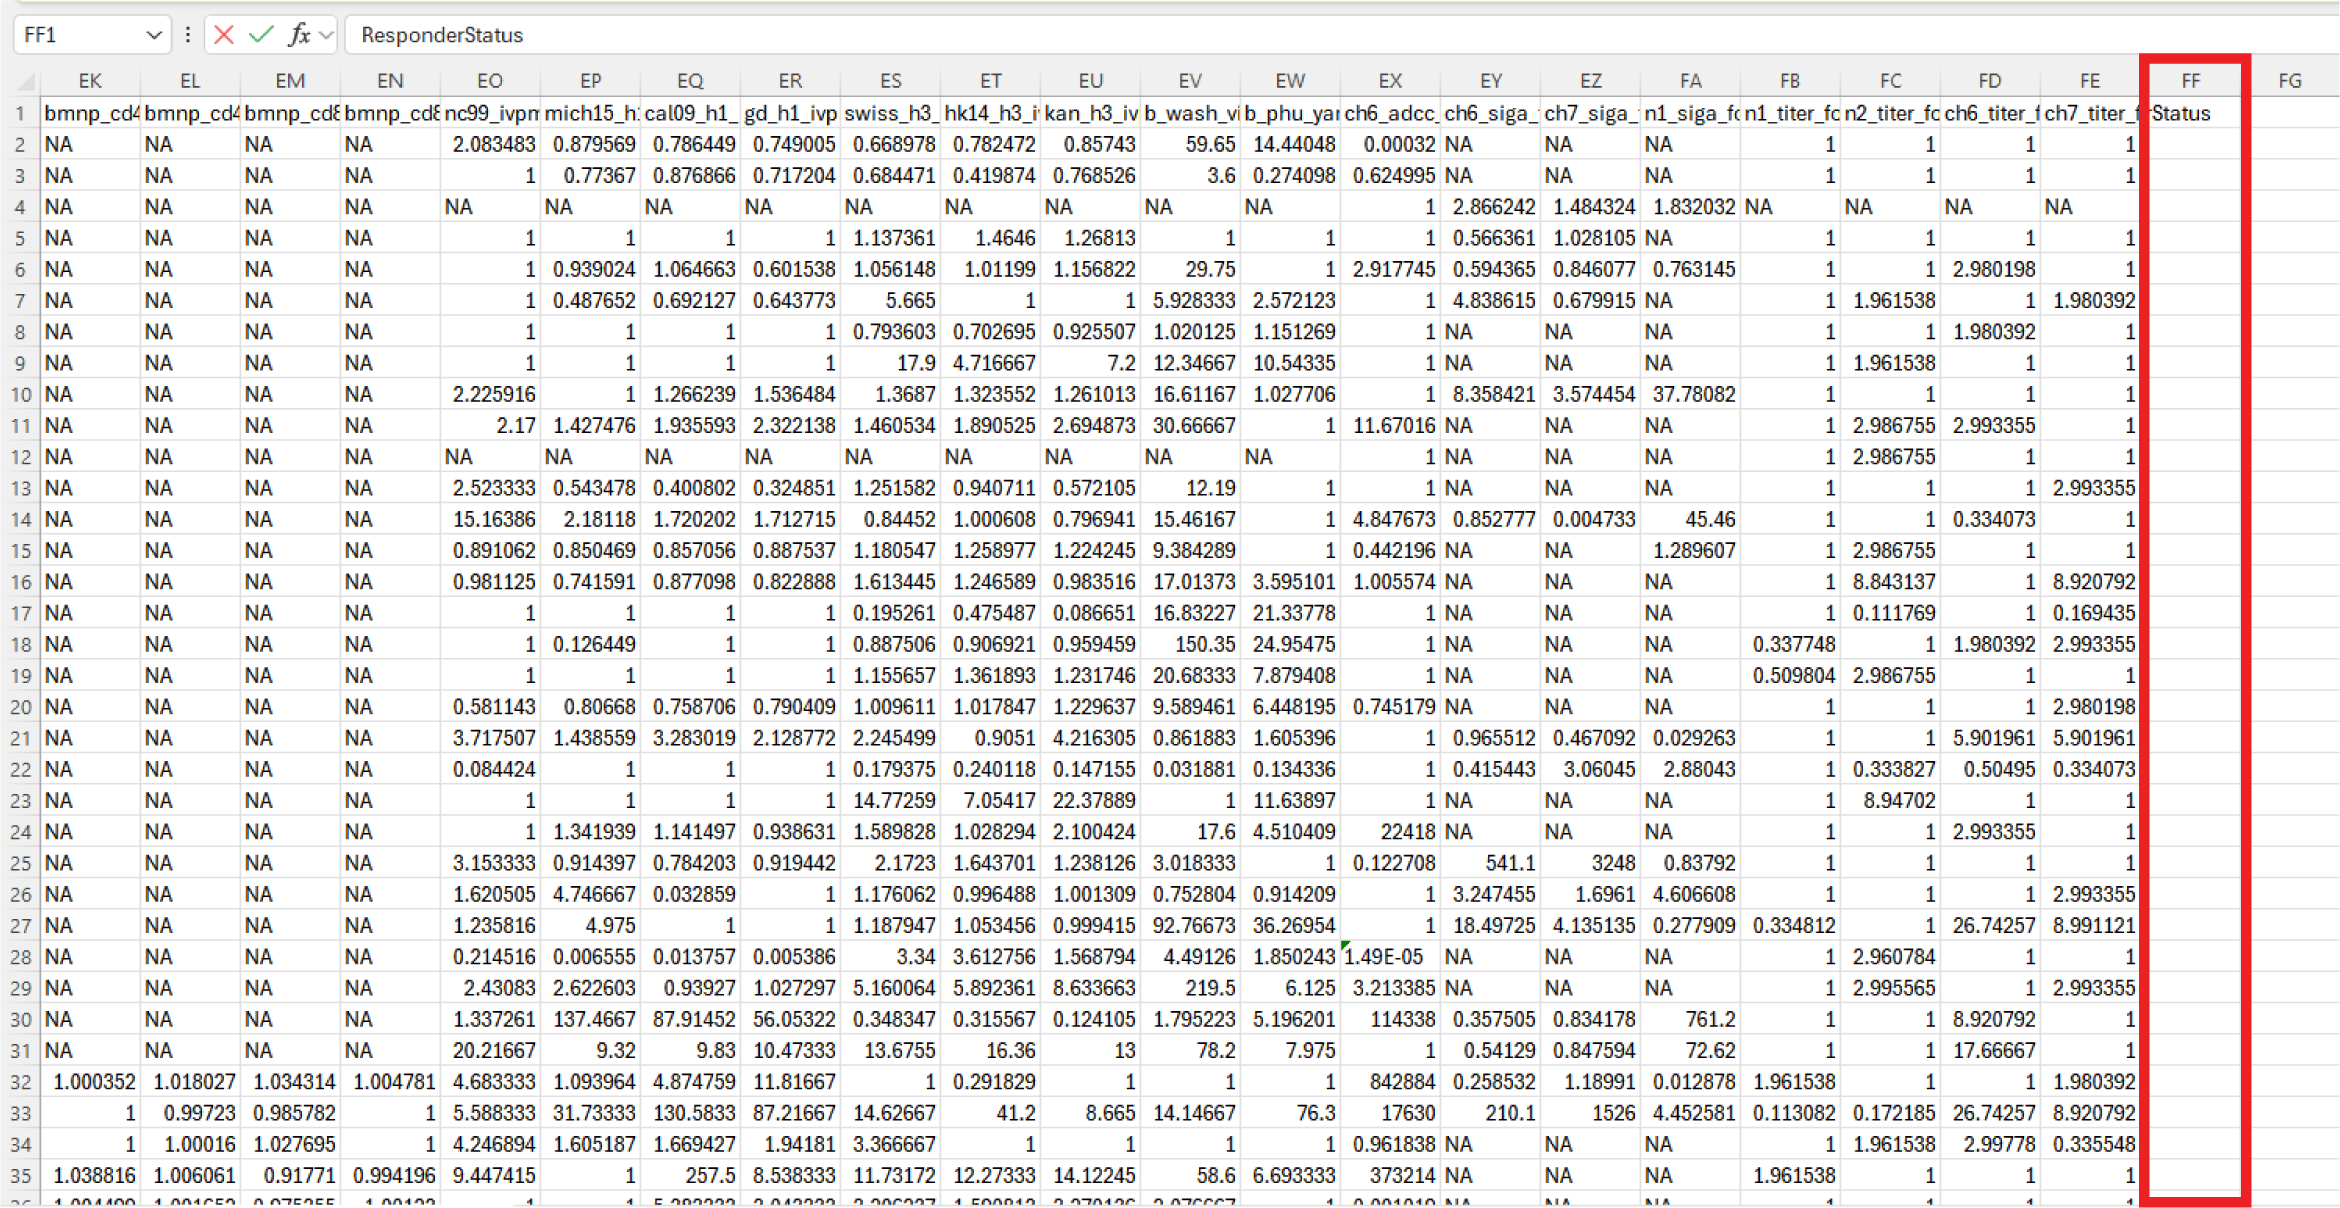 FF1 fx ResponderStatus
EK EL EM EN EO EP EQ ER ES ET EU EV EW EX EY EZ FA FB FC FD FE FF FG
1 bmnp_cd4 bmnp_cd4 bmnp_cd8 bmnp_cd8 nc99_ivpm mich15_h1 cal09_h1_ gd_h1_ivp swiss_h3_ hk14_h3_i kan_h3_iv b_wash_vi b_phu_yar ch6_adcc_ ch6_siga_ ch7_siga_ n1_siga_fo n1_titer_fo n2_titer_fo ch6_titer_f ch7_titer_f rStatus
2 NA NA NA NA 2.083483 0.879569 0.786449 0.749005 0.668978 0.782472 0.85743 59.65 14.44048 0.00032 NA NA NA 1 1 1 1
3 NA NA NA NA 1 0.77367 0.876866 0.717204 0.684471 0.419874 0.768526 3.6 0.274098 0.624995 NA NA NA 1 1 1 1
4 NA NA NA NA NA NA NA NA NA NA NA NA NA 1 2.866242 1.484324 1.832032 NA NA NA NA
5 NA NA NA NA 1 1 1 1 1.137361 1.4646 1.26813 1 1 1 0.566361 1.028105 NA 1 1 1 1
6 NA NA NA NA 1 0.939024 1.064663 0.601538 1.056148 1.01199 1.156822 29.75 1 2.917745 0.594365 0.846077 0.763145 1 1 2.980198 1
7 NA NA NA NA 1 0.487652 0.692127 0.643773 5.665 1 1 5.928333 2.572123 1 4.838615 0.679915 NA 1 1.961538 1 1.980392
8 NA NA NA NA 1 1 1 1 0.793603 0.702695 0.925507 1.020125 1.151269 1 NA NA NA 1 1 1.980392 1
9 NA NA NA NA 1 1 1 1 17.9 4.716667 7.2 12.34667 10.54335 1 NA NA NA 1 1.961538 1 1
10 NA NA NA NA 2.225916 1 1.266239 1.536484 1.3687 1.323552 1.261013 16.61167 1.027706 1 8.358421 3.574454 37.78082 1 1 1 1
11 NA NA NA NA 2.17 1.427476 1.935593 2.322138 1.460534 1.890525 2.694873 30.66667 1 11.67016 NA NA NA 1 2.986755 2.993355 1
12 NA NA NA NA NA NA NA NA NA NA NA NA NA 1 NA NA NA 1 2.986755 1 1
13 NA NA NA NA 2.523333 0.543478 0.400802 0.324851 1.251582 0.940711 0.572105 12.19 1 1 NA NA NA 1 1 1 2.993355
14 NA NA NA NA 15.16386 2.18118 1.720202 1.712715 0.84452 1.000608 0.796941 15.46167 1 4.847673 0.852777 0.004733 45.46 1 1 0.334073 1
15 NA NA NA NA 0.891062 0.850469 0.857056 0.887537 1.180547 1.258977 1.224245 9.384289 1 0.442196 NA NA 1.289607 1 2.986755 1 1
16 NA NA NA NA 0.981125 0.741591 0.877098 0.822888 1.613445 1.246589 0.983516 17.01373 3.595101 1.005574 NA NA NA 1 8.843137 1 8.920792
17 NA NA NA NA 1 1 1 1 0.195261 0.475487 0.086651 16.83227 21.33778 1 NA NA NA 1 0.111769 1 0.169435
18 NA NA NA NA 1 0.126449 1 1 0.887506 0.906921 0.959459 150.35 24.95475 1 NA NA NA 0.337748 1 1.980392 2.993355
19 NA NA NA NA 1 1 1 1 1.155657 1.361893 1.231746 20.68333 7.879408 1 NA NA NA 0.509804 2.986755 1 1
20 NA NA NA NA 0.581143 0.80668 0.758706 0.790409 1.009611 1.017847 1.229637 9.589461 6.448195 0.745179 NA NA NA 1 1 1 2.980198
21 NA NA NA NA 3.717507 1.438559 3.283019 2.128772 2.245499 0.9051 4.216305 0.861883 1.605396 1 0.965512 0.467092 0.029263 1 1 5.901961 5.901961
22 NA NA NA NA 0.084424 1 1 1 0.179375 0.240118 0.147155 0.031881 0.134336 1 0.415443 3.06045 2.88043 1 0.333827 0.50495 0.334073
23 NA NA NA NA 1 1 1 1 14.77259 7.05417 22.37889 1 11.63897 1 NA NA NA 1 8.94702 1 1
24 NA NA NA NA 1 1.341939 1.141497 0.938631 1.589828 1.028294 2.100424 17.6 4.510409 22418 NA NA NA 1 1 2.993355 1
25 NA NA NA NA 3.153333 0.914397 0.784203 0.919442 2.1723 1.643701 1.238126 3.018333 1 0.122708 541.1 3248 0.83792 1 1 1 1
26 NA NA NA NA 1.620505 4.746667 0.032859 1 1.176062 0.996488 1.001309 0.752804 0.914209 1 3.247455 1.6961 4.606608 1 1 1 2.993355
27 NA NA NA NA 1.235816 4.975 1 1 1.187947 1.053456 0.999415 92.76673 36.26954 1 18.49725 4.135135 0.277909 0.334812 1 26.74257 8.991121
28 NA NA NA NA 0.214516 0.006555 0.013757 0.005386 3.34 3.612756 1.568794 4.49126 1.850243 1.49E-05 NA NA NA 1 2.960784 1 1
29 NA NA NA NA 2.43083 2.622603 0.93927 1.027297 5.160064 5.892361 8.633663 219.5 6.125 3.213385 NA NA NA 1 2.995565 1 2.993355
30 NA NA NA NA 1.337261 137.4667 87.91452 56.05322 0.348347 0.315567 0.124105 1.795223 5.196201 114338 0.357505 0.834178 761.2 1 1 8.920792 1
31 NA NA NA NA 20.21667 9.32 9.83 10.47333 13.6755 16.36 13 78.2 7.975 1 0.54129 0.847594 72.62 1 1 17.66667 1
32 1.000352 1.018027 1.034314 1.004781 4.683333 1.093964 4.874759 11.81667 1 0.291829 1 1 1 842884 0.258532 1.18991 0.012878 1.961538 1 1 1.980392
33 1 0.99723 0.985782 1 5.588333 31.73333 130.5833 87.21667 14.62667 41.2 8.665 14.14667 76.3 17630 210.1 1526 4.452581 0.113082 0.172185 26.74257 8.920792
34 1 1.00016 1.027695 1 4.246894 1.605187 1.669427 1.94181 3.366667 1 1 1 1 0.961838 NA NA NA 1 1.961538 2.99778 0.335548
35 1.038816 1.006061 0.91771 0.994196 9.447415 1 257.5 8.538333 11.73172 12.27333 14.12245 58.6 6.693333 373214 NA NA NA 1.961538 1 1 1